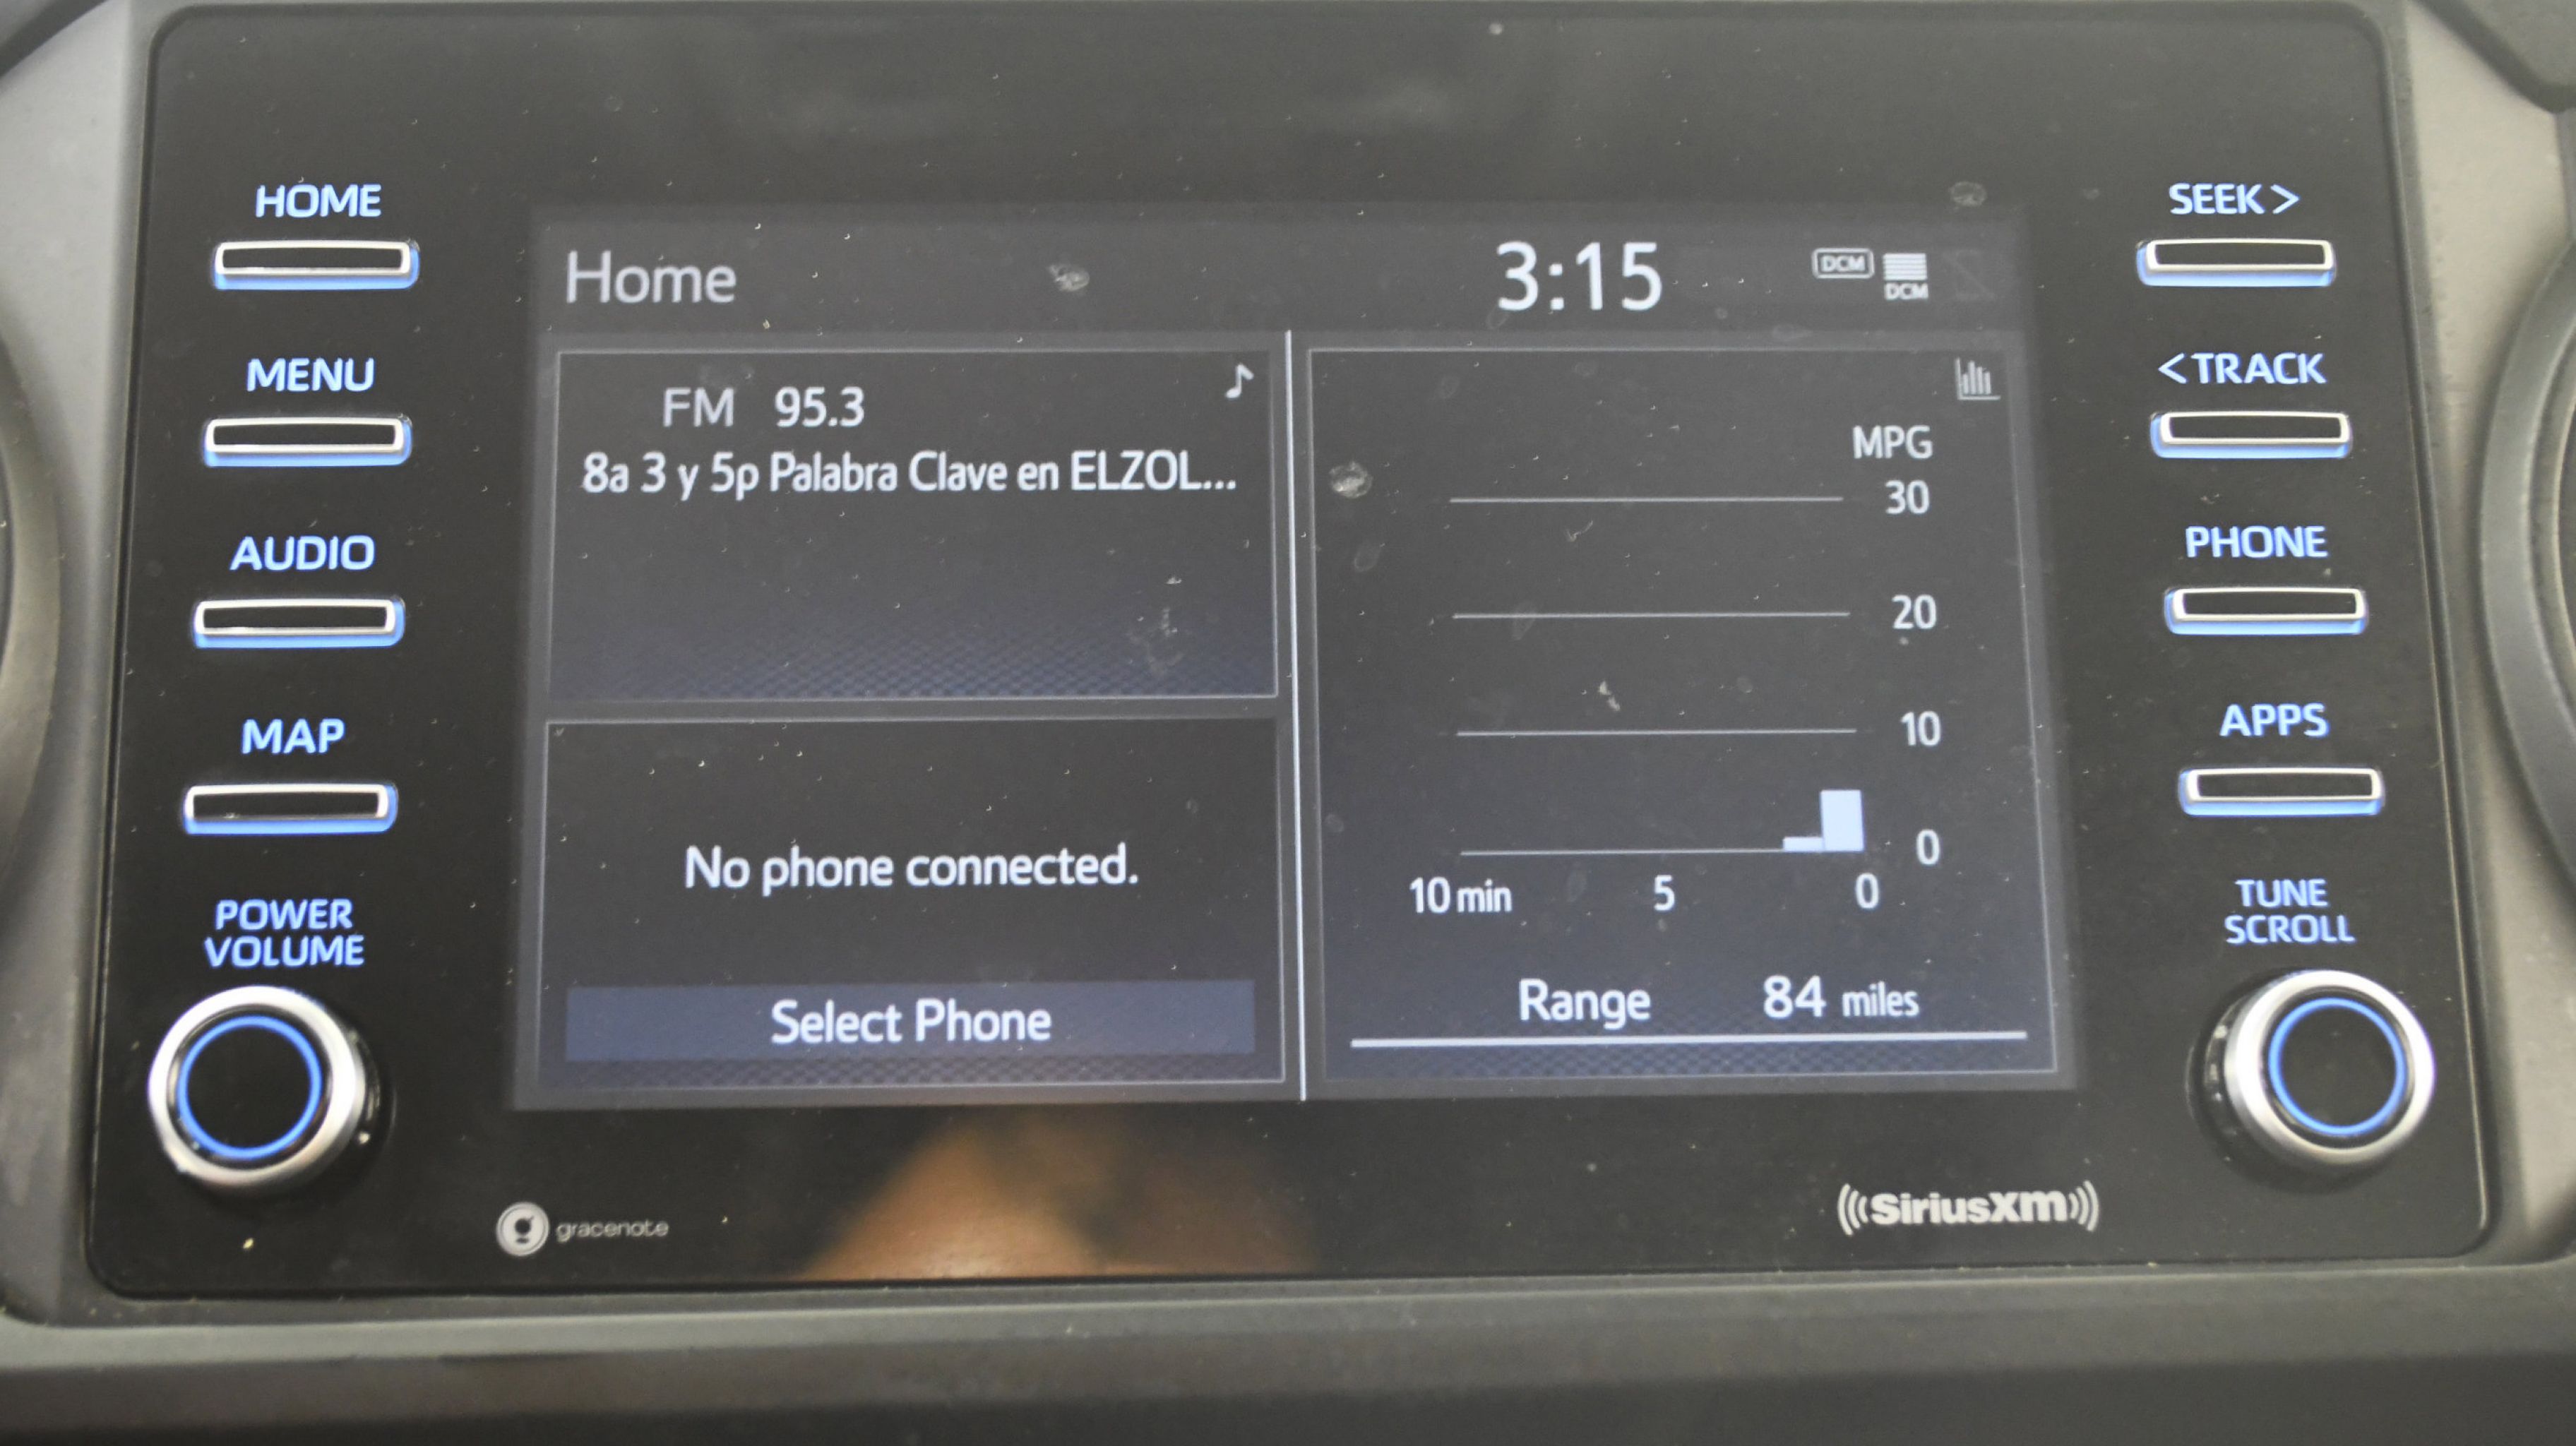 HOME
MENU
AUDIO
MAP
POWER
VOLUME
Home
3:15
DCM
DCM
FM 95.3
8a 3 y 5p Palabra Clave en ELZOL...
No phone connected.
Select Phone
MPG
30
20
10
0
10 min 5 0
Range 84 miles
SEEK >
< TRACK
PHONE
APPS
TUNE
SCROLL
g gracenote
(((SiriusXM)))